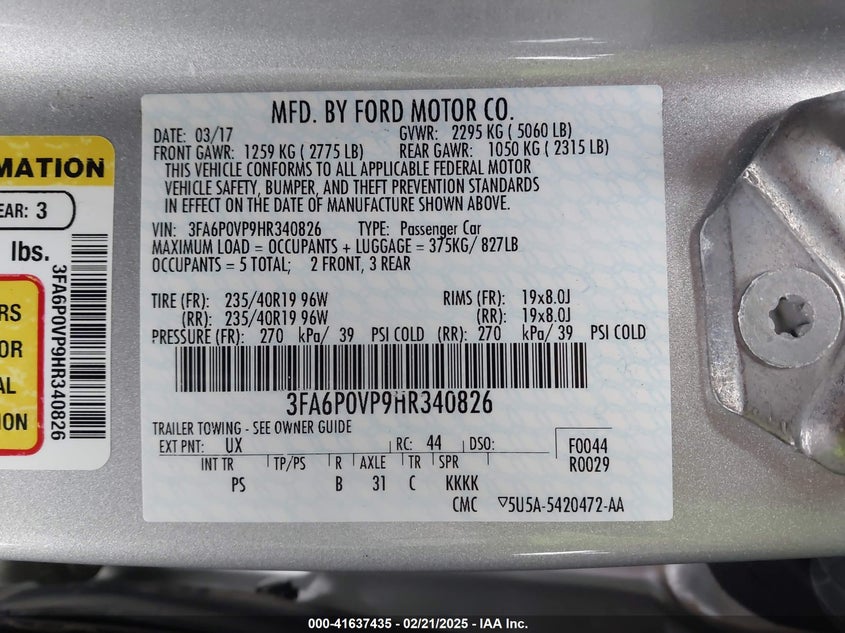 MFD. BY FORD MOTOR CO.
DATE: 03/17 GVWR: 2295 KG ( 5060 LB)
FRONT GAWR: 1259 KG ( 2775 LB) REAR GAWR: 1050 KG ( 2315 LB)
THIS VEHICLE CONFORMS TO ALL APPLICABLE FEDERAL MOTOR
VEHICLE SAFETY, BUMPER, AND THEFT PREVENTION STANDARDS
IN EFFECT ON THE DATE OF MANUFACTURE SHOWN ABOVE.
VIN: 3FA6P0VP9HR340826 TYPE: Passenger Car
MAXIMUM LOAD = OCCUPANTS + LUGGAGE = 375KG/ 827LB
OCCUPANTS = 5 TOTAL; 2 FRONT, 3 REAR
TIRE (FR): 235/40R19 96W RIMS (FR): 19x8.0J
(RR): 235/40R19 96W (RR): 19x8.0J
PRESSURE (FR): 270 kPa/ 39 PSI COLD (RR): 270 kPa/ 39 PSI COLD
3FA6P0VP9HR340826
TRAILER TOWING - SEE OWNER GUIDE
EXT PNT: UX RC: 44 DSO: F0044
R0029
INT TR TP/PS R AXLE TR SPR
PS B 31 C KKKK
CMC ▽5U5A-5420472-AA
MATION
EAR: 3
lbs.
RS
OR
AL
ION
3FA6P0VP9HR340826
000-41637435 - 02/21/2025 - IAA Inc.